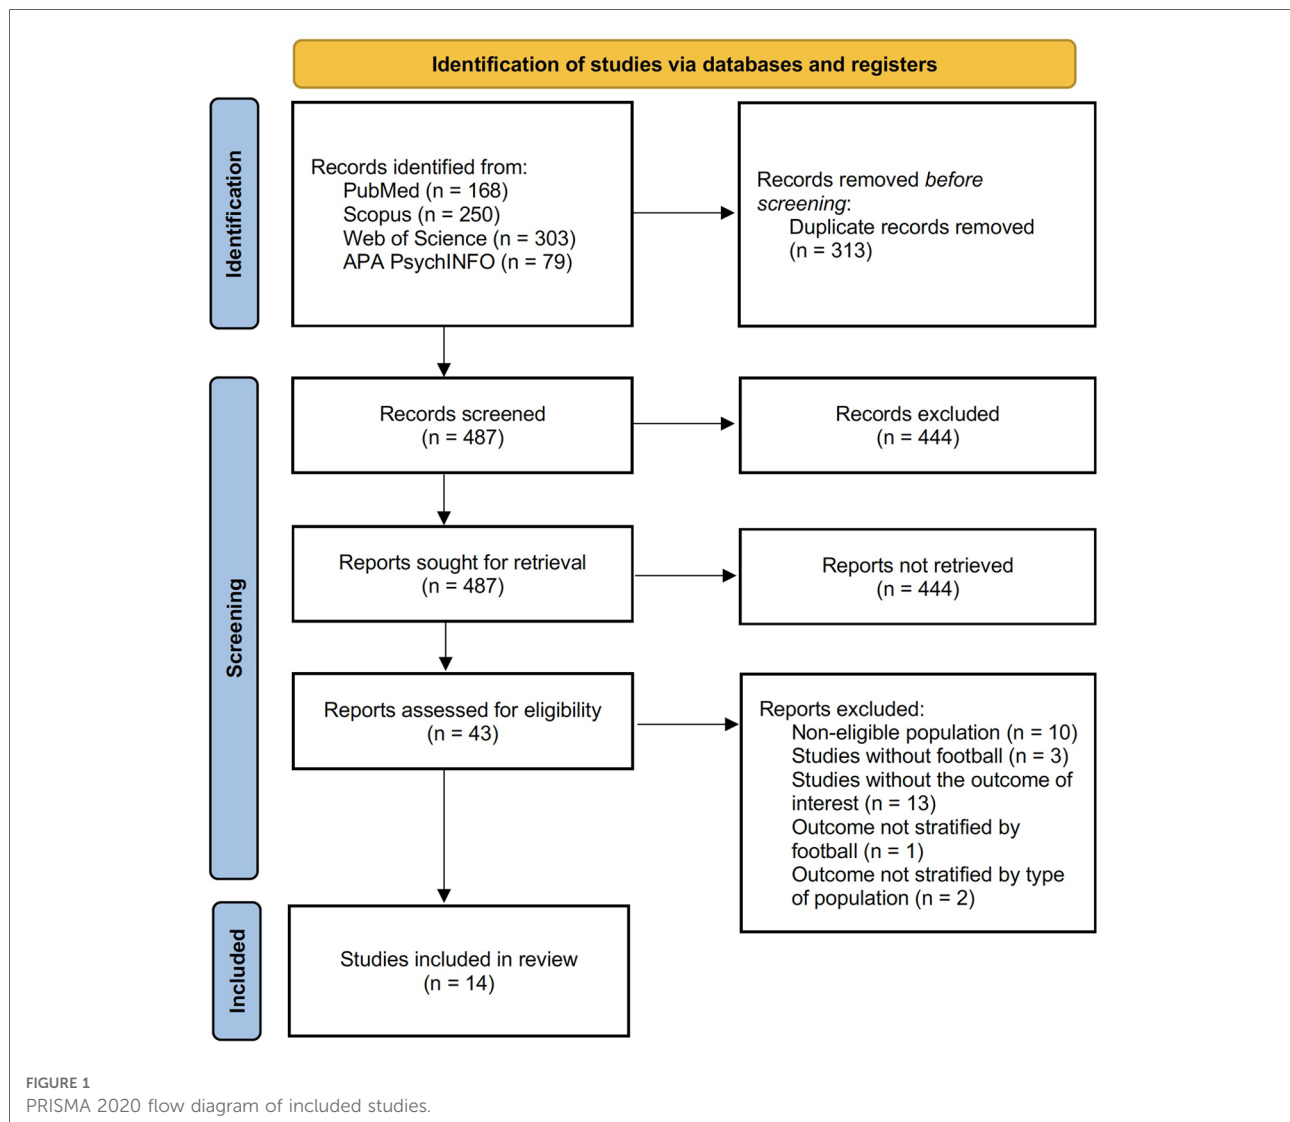 Identification of studies via databases and registers
Identification
Records identified from:
PubMed (n = 168)
Scopus (n = 250)
Web of Science (n = 303)
APA PsychINFO (n = 79)
Records removed before
screening:
Duplicate records removed
(n = 313)
Screening
Records screened
(n = 487)
Records excluded
(n = 444)
Reports sought for retrieval
(n = 487)
Reports not retrieved
(n = 444)
Reports assessed for eligibility
(n = 43)
Reports excluded:
Non-eligible population (n = 10)
Studies without football (n = 3)
Studies without the outcome of
interest (n = 13)
Outcome not stratified by
football (n = 1)
Outcome not stratified by type
of population (n = 2)
Included
Studies included in review
(n = 14)
FIGURE 1
PRISMA 2020 flow diagram of included studies.